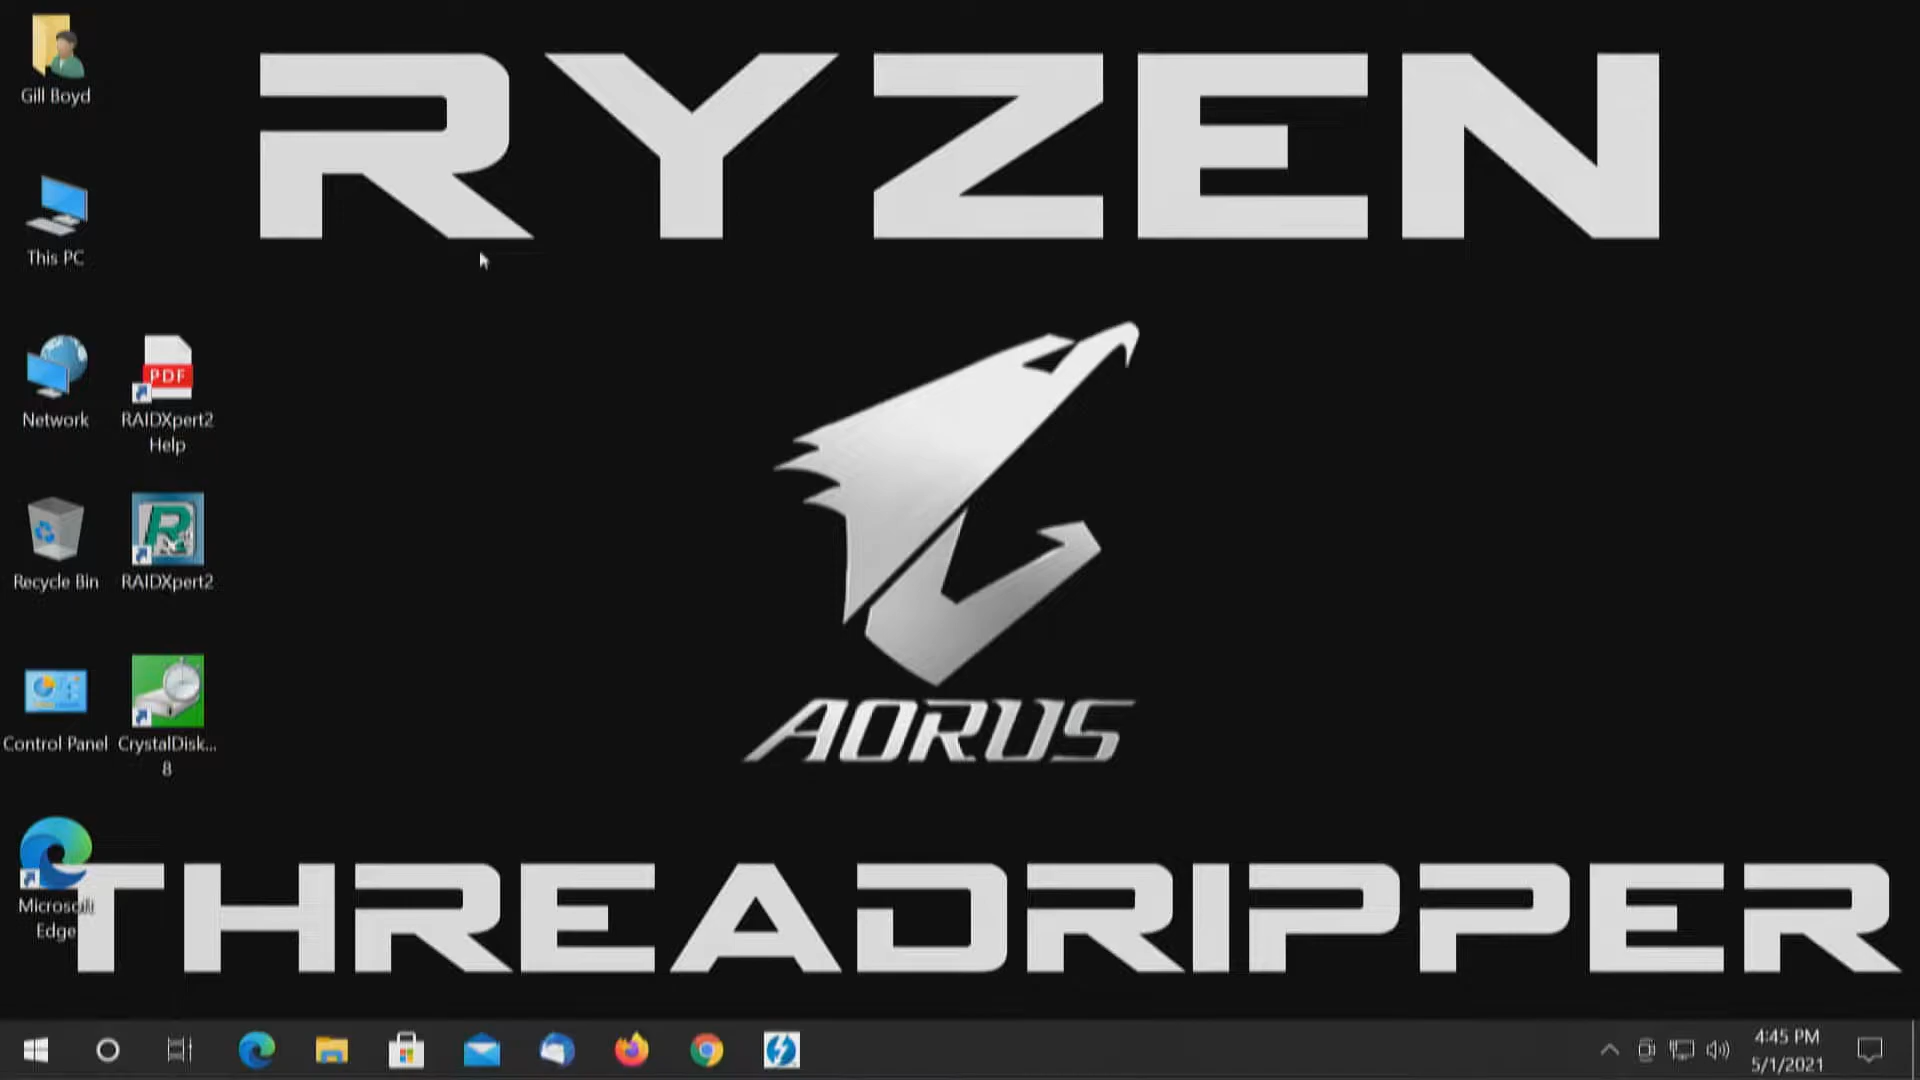 Gill Boyd
This PC
Network
RAIDXpert2
Help
Recycle Bin
RAIDXpert2
Control Panel
CrystalDisk...
8
Microsoft
Edge
RYZEN
AORUS
THREADRIPPER
PDF
R
4:45 PM
5/1/2021